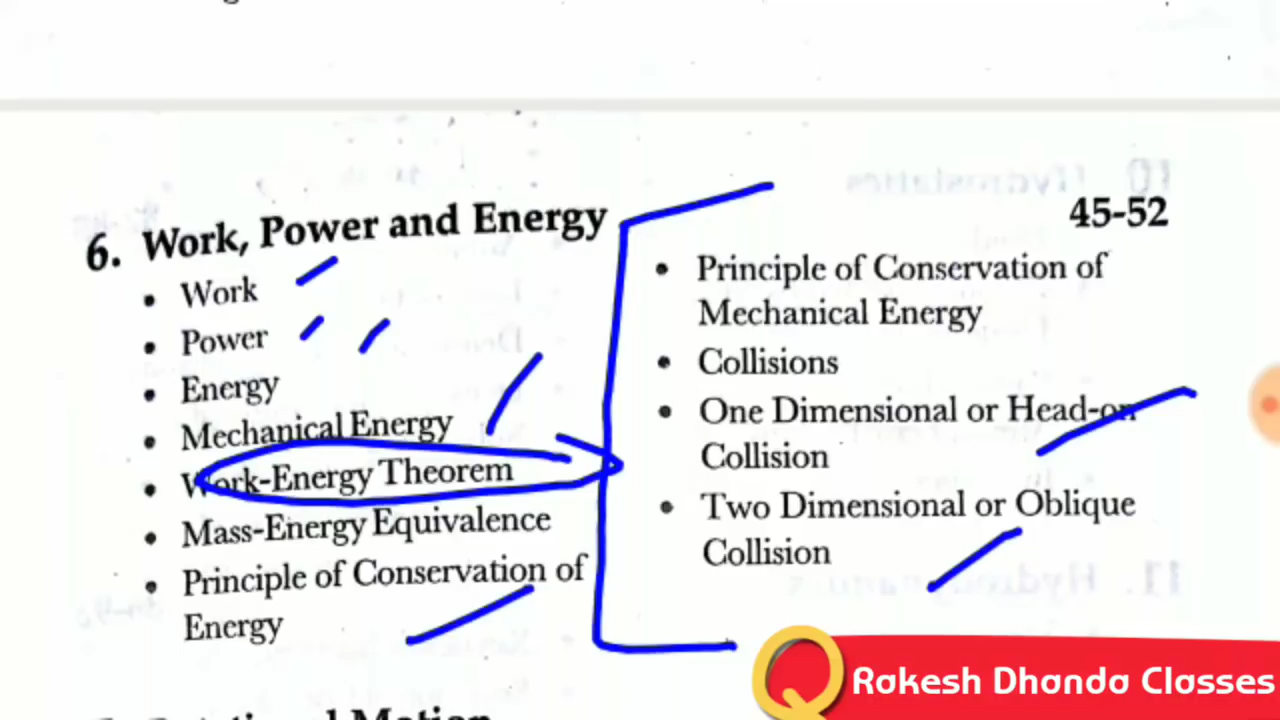 6. Work, Power and Energy 45-52
• Work
• Power
• Energy
• Mechanical Energy
• Work-Energy Theorem
• Mass-Energy Equivalence
• Principle of Conservation of
Energy
• Principle of Conservation of
Mechanical Energy
• Collisions
• One Dimensional or Head-on
Collision
• Two Dimensional or Oblique
Collision
Motion
Rakesh Dhanda Classes